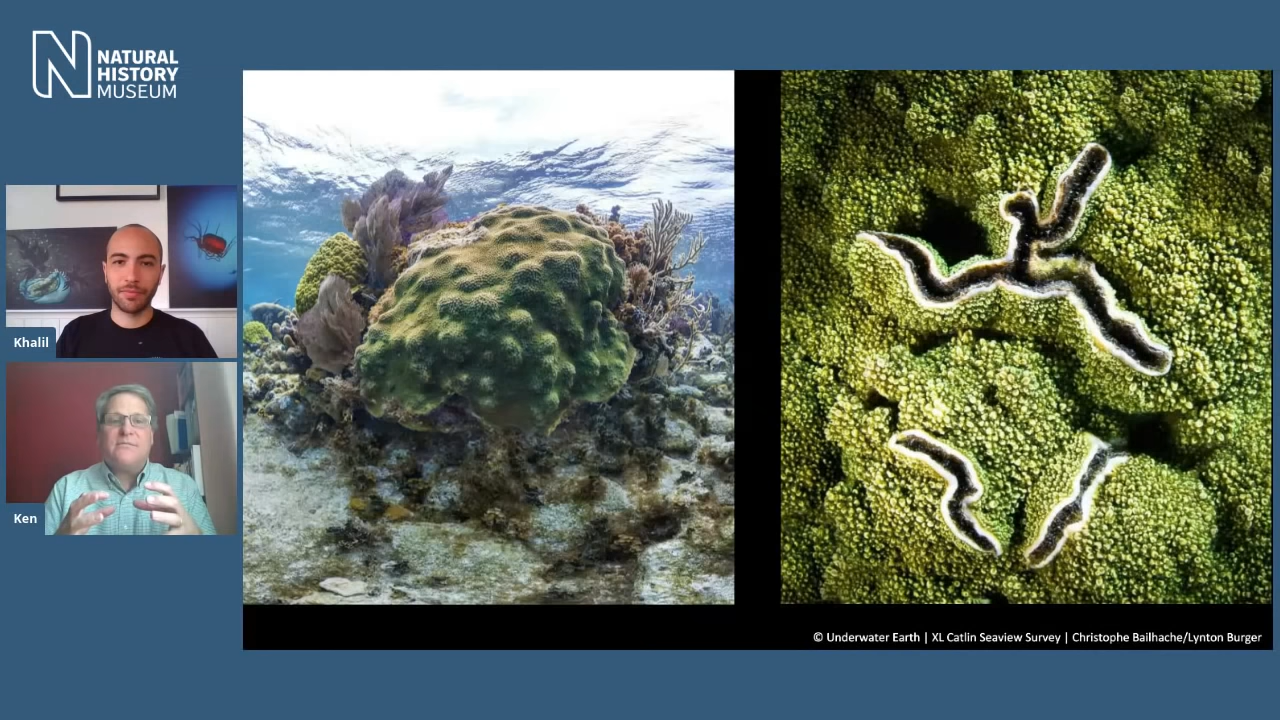 NATURAL
HISTORY
MUSEUM
Khalil
Ken
© Underwater Earth | XL Catlin Seaview Survey | Christophe Bailhache/Lynton Burger